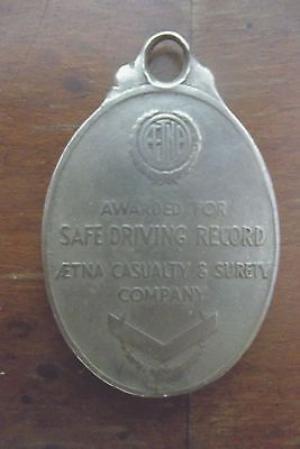 ÆTNA
AWARDED FOR
SAFE DRIVING RECORD
ÆTNA CASUALTY & SURETY
COMPANY